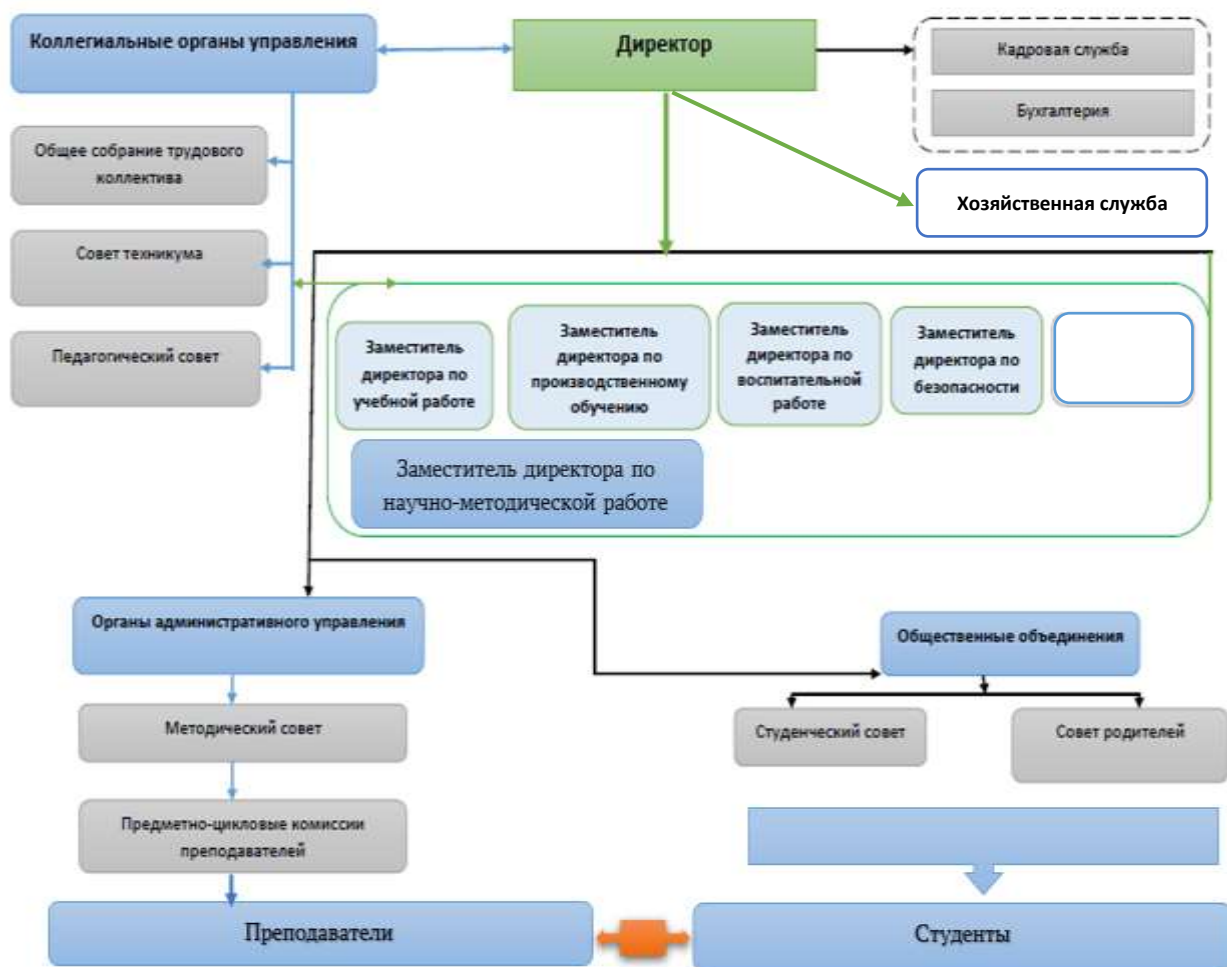 Коллегиальные органы управления
Директор
Кадровая служба
Бухгалтерия
Общее собрание трудового
коллектива
Хозяйственная служба
Совет техникума
Педагогический совет
Заместитель
директора по
учебной работе
Заместитель
директора по
производственному
обучению
Заместитель
директора по
воспитательной
работе
Заместитель
директора по
безопасности
Заместитель директора по
научно-методической работе
Органы административного управления
Общественные объединения
Методический совет
Студенческий совет
Совет родителей
Предметно-цикловые комиссии
преподавателей
Преподаватели
Студенты